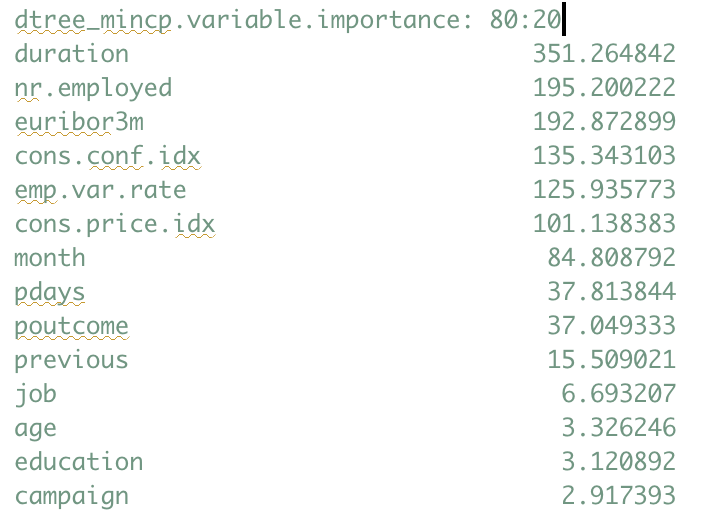 dtree_mincp.variable.importance: 80:20
duration 351.264842
nr.employed 195.200222
euribor3m 192.872899
cons.conf.idx 135.343103
emp.var.rate 125.935773
cons.price.idx 101.138383
month 84.808792
pdays 37.813844
poutcome 37.049333
previous 15.509021
job 6.693207
age 3.326246
education 3.120892
campaign 2.917393